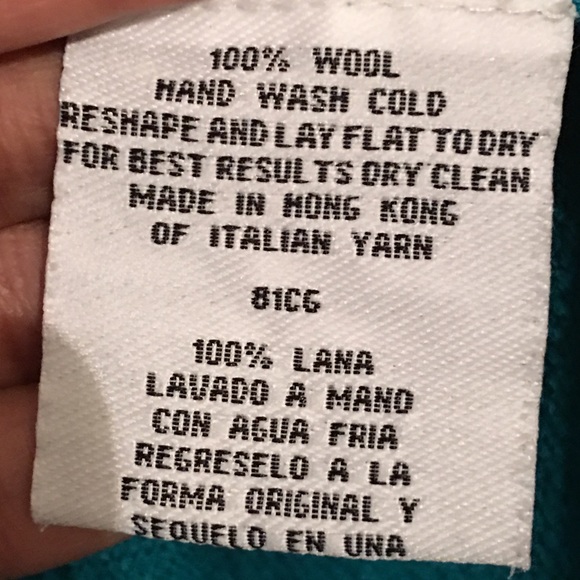 100% WOOL
HAND WASH COLD
RESHAPE AND LAY FLAT TO DRY
FOR BEST RESULTS DRY CLEAN
MADE IN HONG KONG
OF ITALIAN YARN
81CG
100% LANA
LAVADO A MANO
CON AGUA FRIA
REGRESELO A LA
FORMA ORIGINAL Y
SEQUELO EN UNA